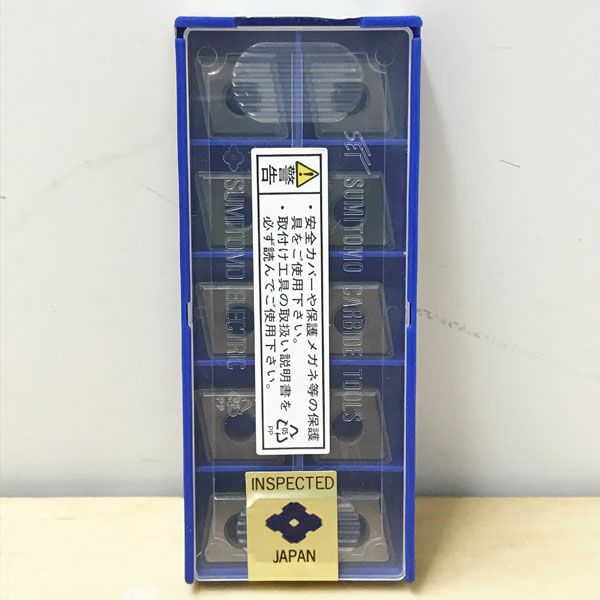 SEI SUMITOMO CARBIDE TOOLS
SUMITOMO ELECTRIC
PP
警告
・安全カバーや保護メガネ等の保護
具をご使用下さい。
・取付け工具の取扱い説明書を
必ず読んでご使用下さい。
05
PP
INSPECTED
JAPAN